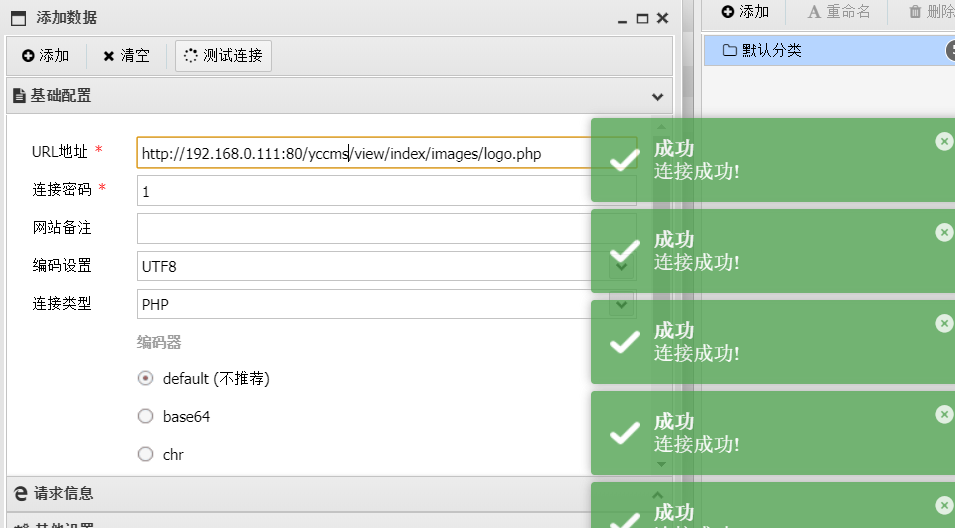 添加数据
添加 清空 测试连接
基础配置
URL地址 * http://192.168.0.111:80/yccms/view/index/images/logo.php
连接密码 * 1
网站备注
编码设置 UTF8
连接类型 PHP
编码器
default (不推荐)
base64
chr
请求信息
其他设置
添加 重命名 删除
默认分类
成功
连接成功!
成功
连接成功!
成功
连接成功!
成功
连接成功!
成功